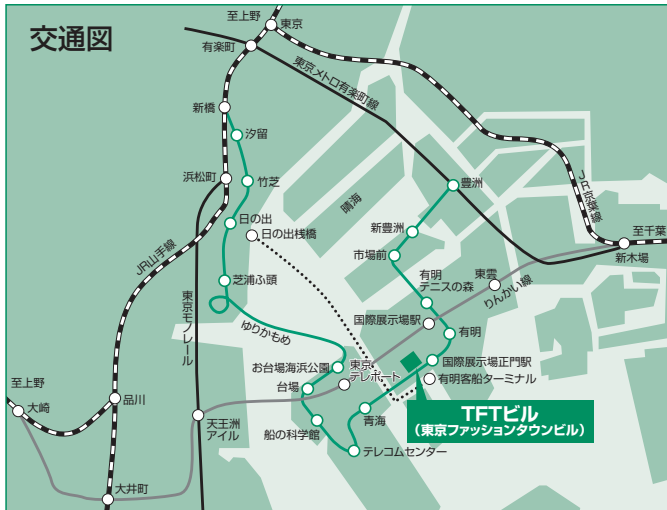 交通図
至上野
東京
有楽町
東京メトロ有楽町線
新橋
汐留
浜松町
竹芝
日の出
日の出桟橋
晴海
豊洲
新豊洲
市場前
JR京葉線
至千葉
新木場
JR山手線
芝浦ふ頭
有明
テニスの森
東雲
りんかい線
国際展示場駅
有明
東京モノレール
ゆりかもめ
お台場海浜公園
東京
テレポート
国際展示場正門駅
有明客船ターミナル
台場
至上野
大崎
品川
天王洲
アイル
船の科学館
青海
テレコムセンター
TFTビル
(東京ファッションタウンビル)
大井町